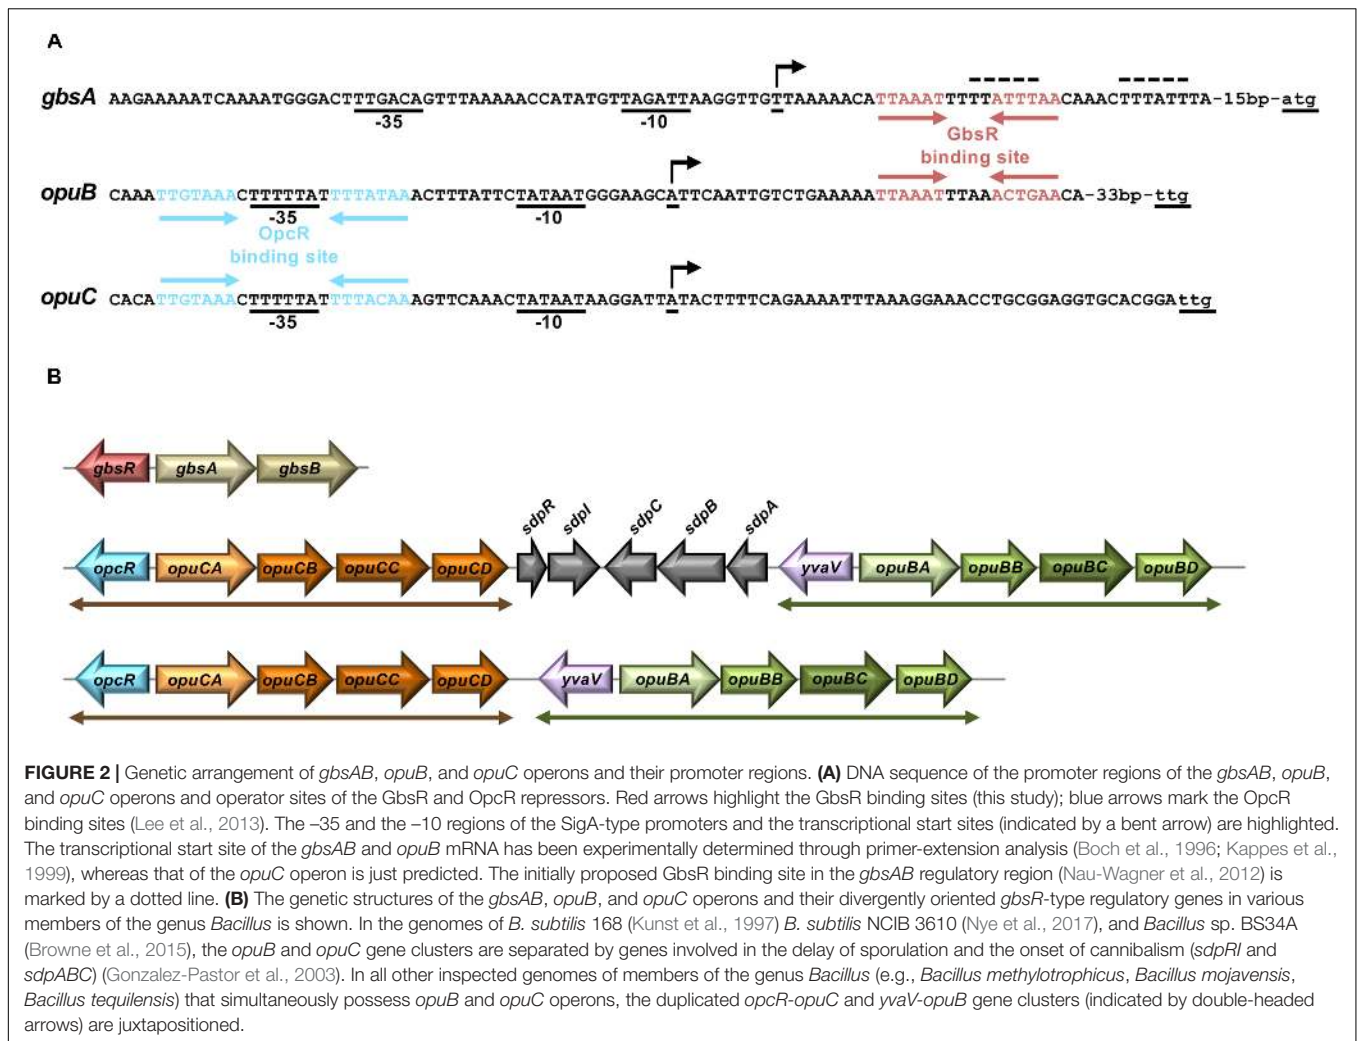 A
gbsA AAGAAAAATCAAAATGGGACTTTGACAGTTTAAAAACCATATGTTAGATTAAGGTTGTTAAAAACATTAAATTTTTATTTAACAAACTTTATTTA-15bp-atg
-35 -10 GbsR
binding site
opuB CAAATTGTAAACTTTTTATTTTATAAACTTTATTCTATAATGGGAAGCATTCAATTGTCTGAAAAATTAAATTTAAACTGAACA-33bp-ttg
-35 -10
OpcR
binding site
opuC CACATTGTAAACTTTTTATTTTACAAAGTTCAAACTATAATAAGGATTATACTTTTCAGAAAATTTAAAGGAAACCTGCGGAGGTGCACGGAttg
-35 -10
B
gbsR gbsA gbsB
sdpR sdpI sdpC sdpB sdpA
opcR opuCA opuCB opuCC opuCD yvaV opuBA opuBB opuBC opuBD
opcR opuCA opuCB opuCC opuCD yvaV opuBA opuBB opuBC opuBD
FIGURE 2 | Genetic arrangement of gbsAB, opuB, and opuC operons and their promoter regions. (A) DNA sequence of the promoter regions of the gbsAB, opuB,
and opuC operons and operator sites of the GbsR and OpcR repressors. Red arrows highlight the GbsR binding sites (this study); blue arrows mark the OpcR
binding sites (Lee et al., 2013). The –35 and the –10 regions of the SigA-type promoters and the transcriptional start sites (indicated by a bent arrow) are highlighted.
The transcriptional start site of the gbsAB and opuB mRNA has been experimentally determined through primer-extension analysis (Boch et al., 1996; Kappes et al.,
1999), whereas that of the opuC operon is just predicted. The initially proposed GbsR binding site in the gbsAB regulatory region (Nau-Wagner et al., 2012) is
marked by a dotted line. (B) The genetic structures of the gbsAB, opuB, and opuC operons and their divergently oriented gbsR-type regulatory genes in various
members of the genus Bacillus is shown. In the genomes of B. subtilis 168 (Kunst et al., 1997) B. subtilis NCIB 3610 (Nye et al., 2017), and Bacillus sp. BS34A
(Browne et al., 2015), the opuB and opuC gene clusters are separated by genes involved in the delay of sporulation and the onset of cannibalism (sdpRI and
sdpABC) (Gonzalez-Pastor et al., 2003). In all other inspected genomes of members of the genus Bacillus (e.g., Bacillus methylotrophicus, Bacillus mojavensis,
Bacillus tequilensis) that simultaneously possess opuB and opuC operons, the duplicated opcR-opuC and yvaV-opuB gene clusters (indicated by double-headed
arrows) are juxtapositioned.